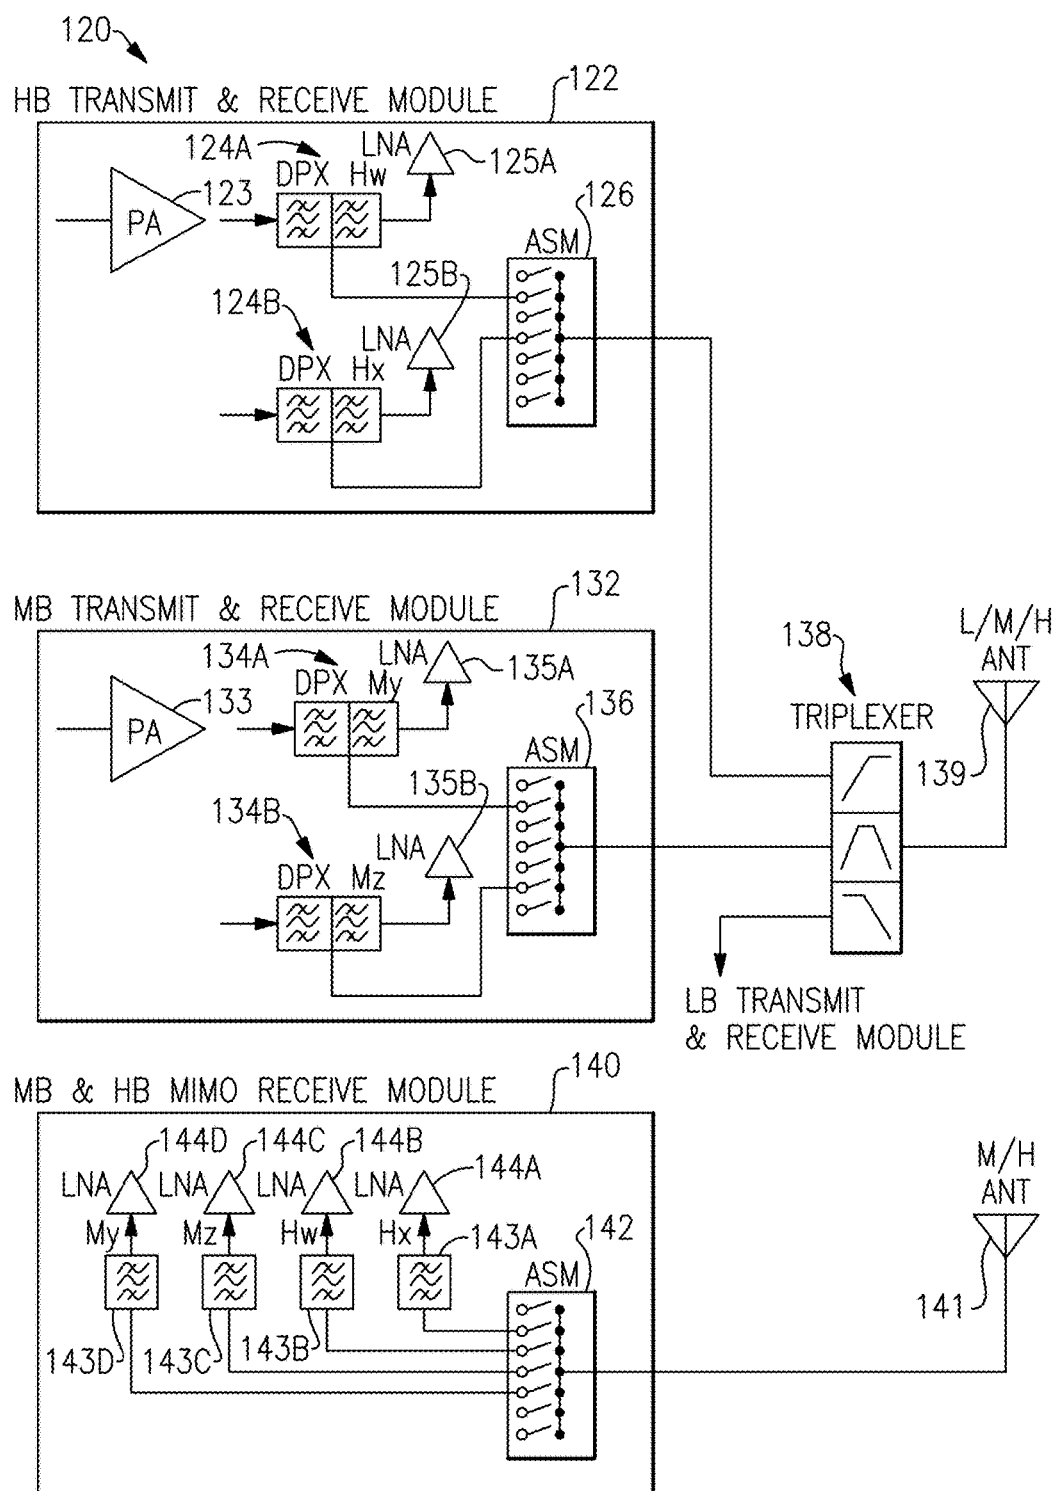 120
HB TRANSMIT & RECEIVE MODULE
122
124A
LNA
125A
DPX Hw
123
PA
126
ASM
125B
124B
LNA
DPX Hx
MB TRANSMIT & RECEIVE MODULE
132
134A
LNA
135A
DPX My
133
PA
136
ASM
135B
134B
LNA
DPX Mz
138
TRIPLEXER
L/M/H
ANT
139
LB TRANSMIT
& RECEIVE MODULE
MB & HB MIMO RECEIVE MODULE
140
144D
144C
144B
144A
LNA
LNA
LNA
LNA
My
Mz
Hw
Hx
143A
142
ASM
143D
143C
143B
M/H
ANT
141